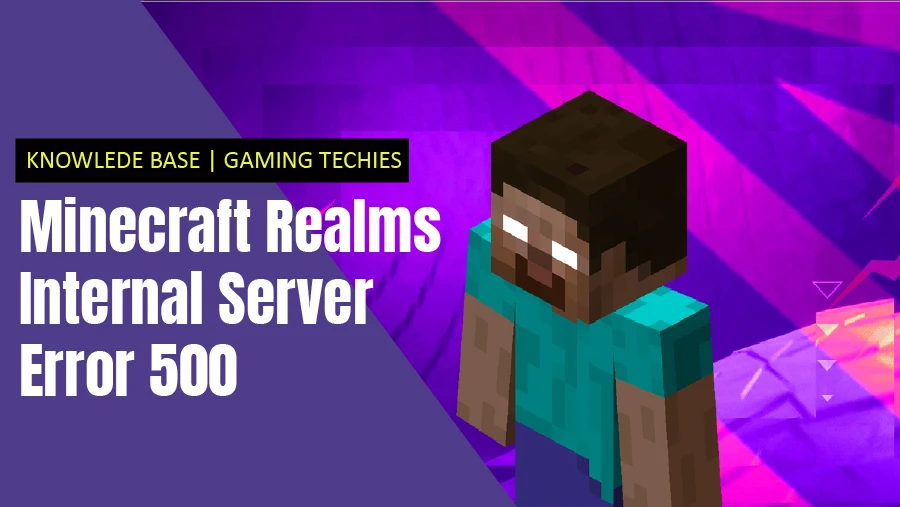 KNOWLEDE BASE | GAMING TECHIES
Minecraft Realms
Internal Server
Error 500